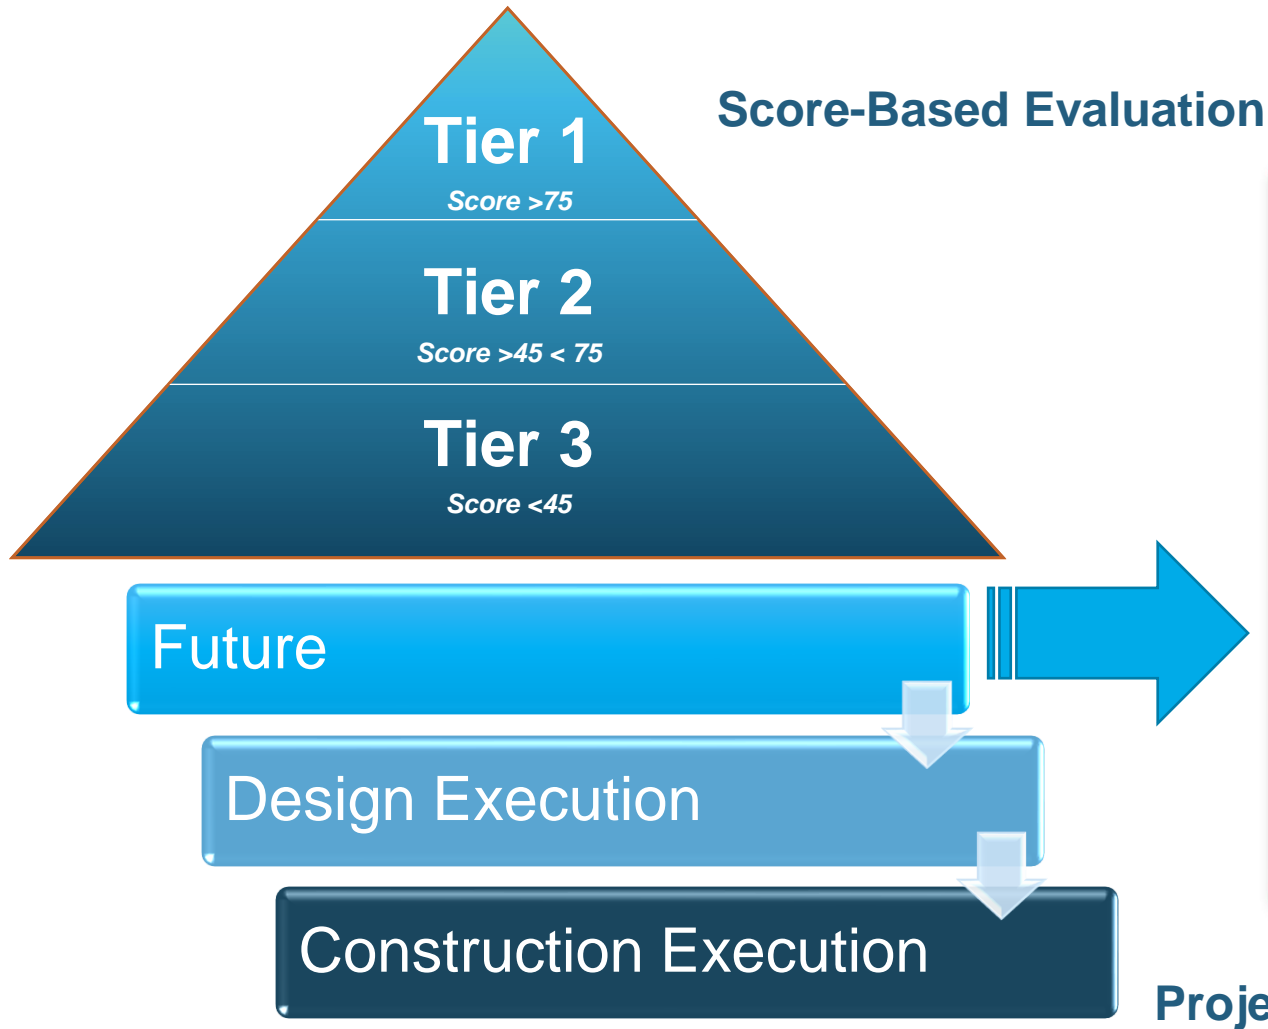 Score-Based Evaluation
Tier 1
Score >75
Tier 2
Score >45 < 75
Tier 3
Score <45
Future
Design Execution
Construction Execution